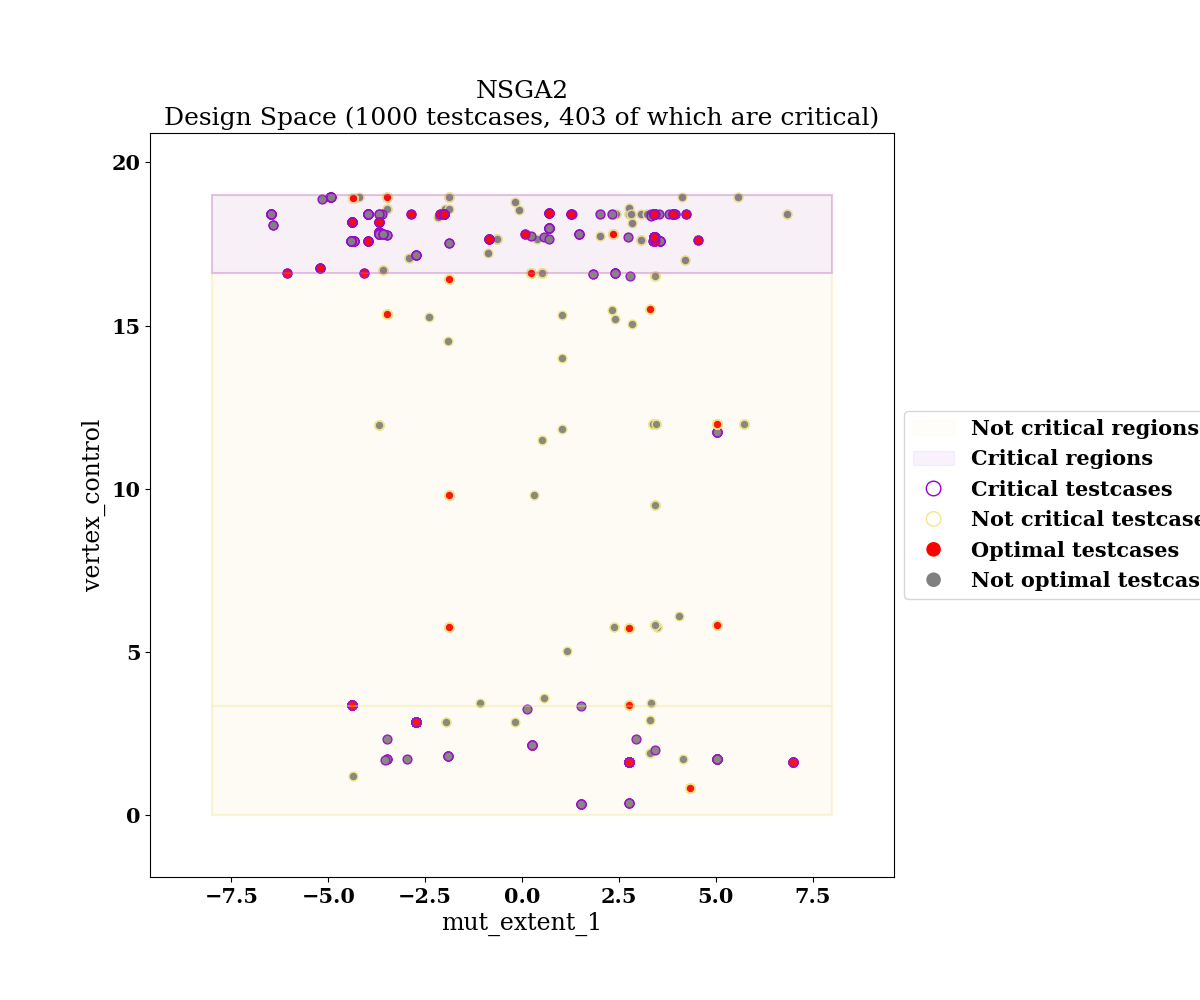 NSGA2
Design Space (1000 testcases, 403 of which are critical)
20
15
10
5
0
vertex_control
−7.5 −5.0 −2.5 0.0 2.5 5.0 7.5
mut_extent_1
Not critical regions
Critical regions
Critical testcases
Not critical testcase
Optimal testcases
Not optimal testcas